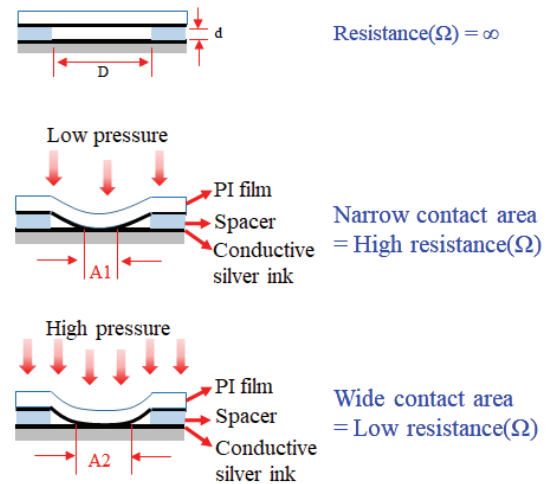 d
D
Resistance(Ω) = ∞
Low pressure
PI film
Spacer
Conductive
silver ink
A1
Narrow contact area
= High resistance(Ω)
High pressure
PI film
Spacer
Conductive
silver ink
A2
Wide contact area
= Low resistance(Ω)